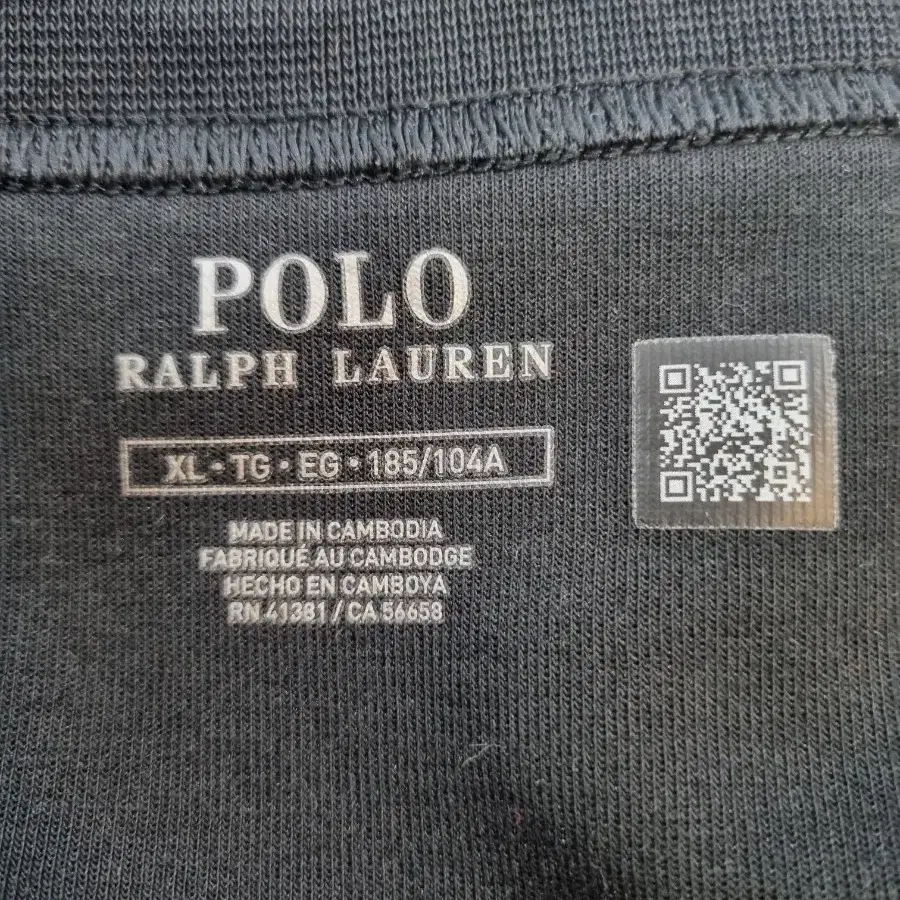 POLO
RALPH LAUREN
XL • TG • EG • 185/104A
MADE IN CAMBODIA
FABRIQUÉ AU CAMBODGE
HECHO EN CAMBOYA
RN 41381 / CA 56658